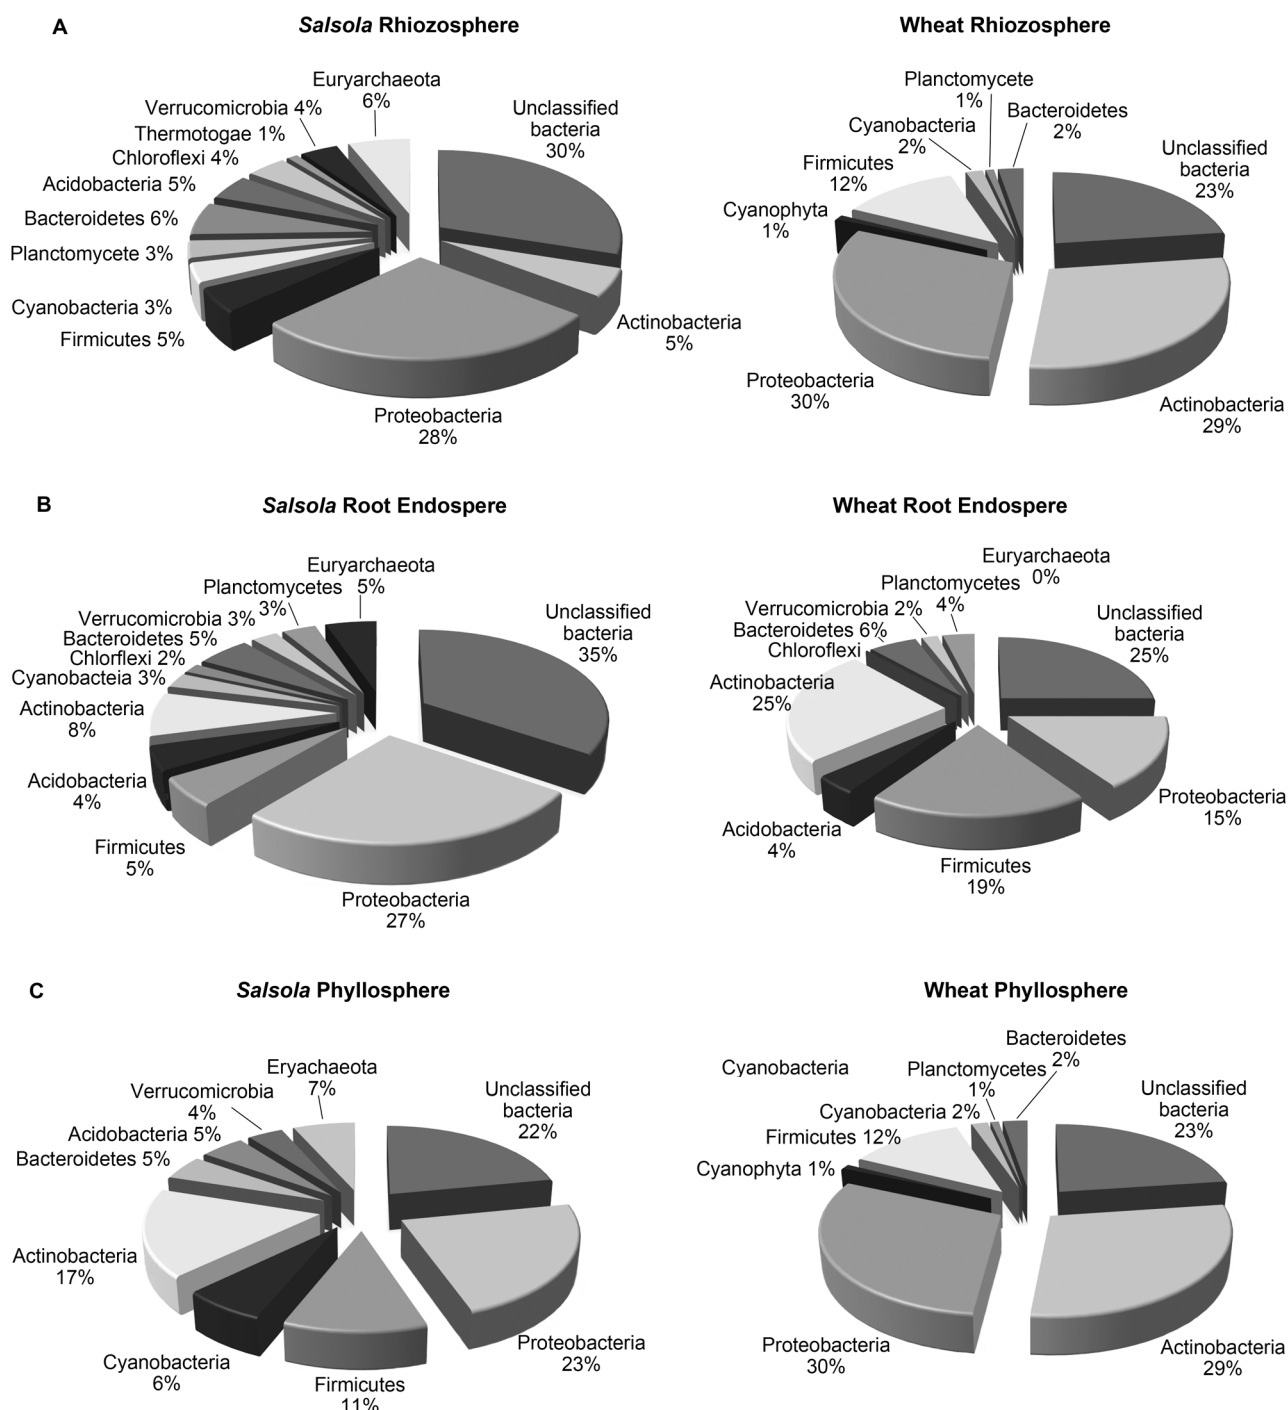 A
Salsola Rhiozosphere
Euryarchaeota
6%
Verrucomicrobia 4%
Thermotogae 1%
Chloroflexi 4%
Acidobacteria 5%
Bacteroidetes 6%
Planctomycete 3%
Cyanobacteria 3%
Firmicutes 5%
Unclassified
bacteria
30%
Actinobacteria
5%
Proteobacteria
28%
Wheat Rhiozosphere
Planctomycete
1%
Bacteroidetes
2%
Cyanobacteria
2%
Firmicutes
12%
Cyanophyta
1%
Unclassified
bacteria
23%
Proteobacteria
30%
Actinobacteria
29%
B
Salsola Root Endospere
Euryarchaeota
5%
Planctomycetes
3%
Verrucomicrobia 3%
Bacteroidetes 5%
Chlorflexi 2%
Cyanobacteia 3%
Actinobacteria
8%
Acidobacteria
4%
Firmicutes
5%
Unclassified
bacteria
35%
Proteobacteria
27%
Wheat Root Endospere
Euryarchaeota
0%
Planctomycetes
4%
Verrucomicrobia 2%
Bacteroidetes 6%
Chloroflexi
Actinobacteria
25%
Unclassified
bacteria
25%
Proteobacteria
15%
Acidobacteria
4%
Firmicutes
19%
C
Salsola Phyllosphere
Eryachaeota
7%
Verrucomicrobia
4%
Acidobacteria 5%
Bacteroidetes 5%
Unclassified
bacteria
22%
Actinobacteria
17%
Cyanobacteria
6%
Firmicutes
11%
Proteobacteria
23%
Wheat Phyllosphere
Bacteroidetes
2%
Cyanobacteria
Planctomycetes
1%
Cyanobacteria 2%
Firmicutes 12%
Cyanophyta 1%
Unclassified
bacteria
23%
Proteobacteria
30%
Actinobacteria
29%